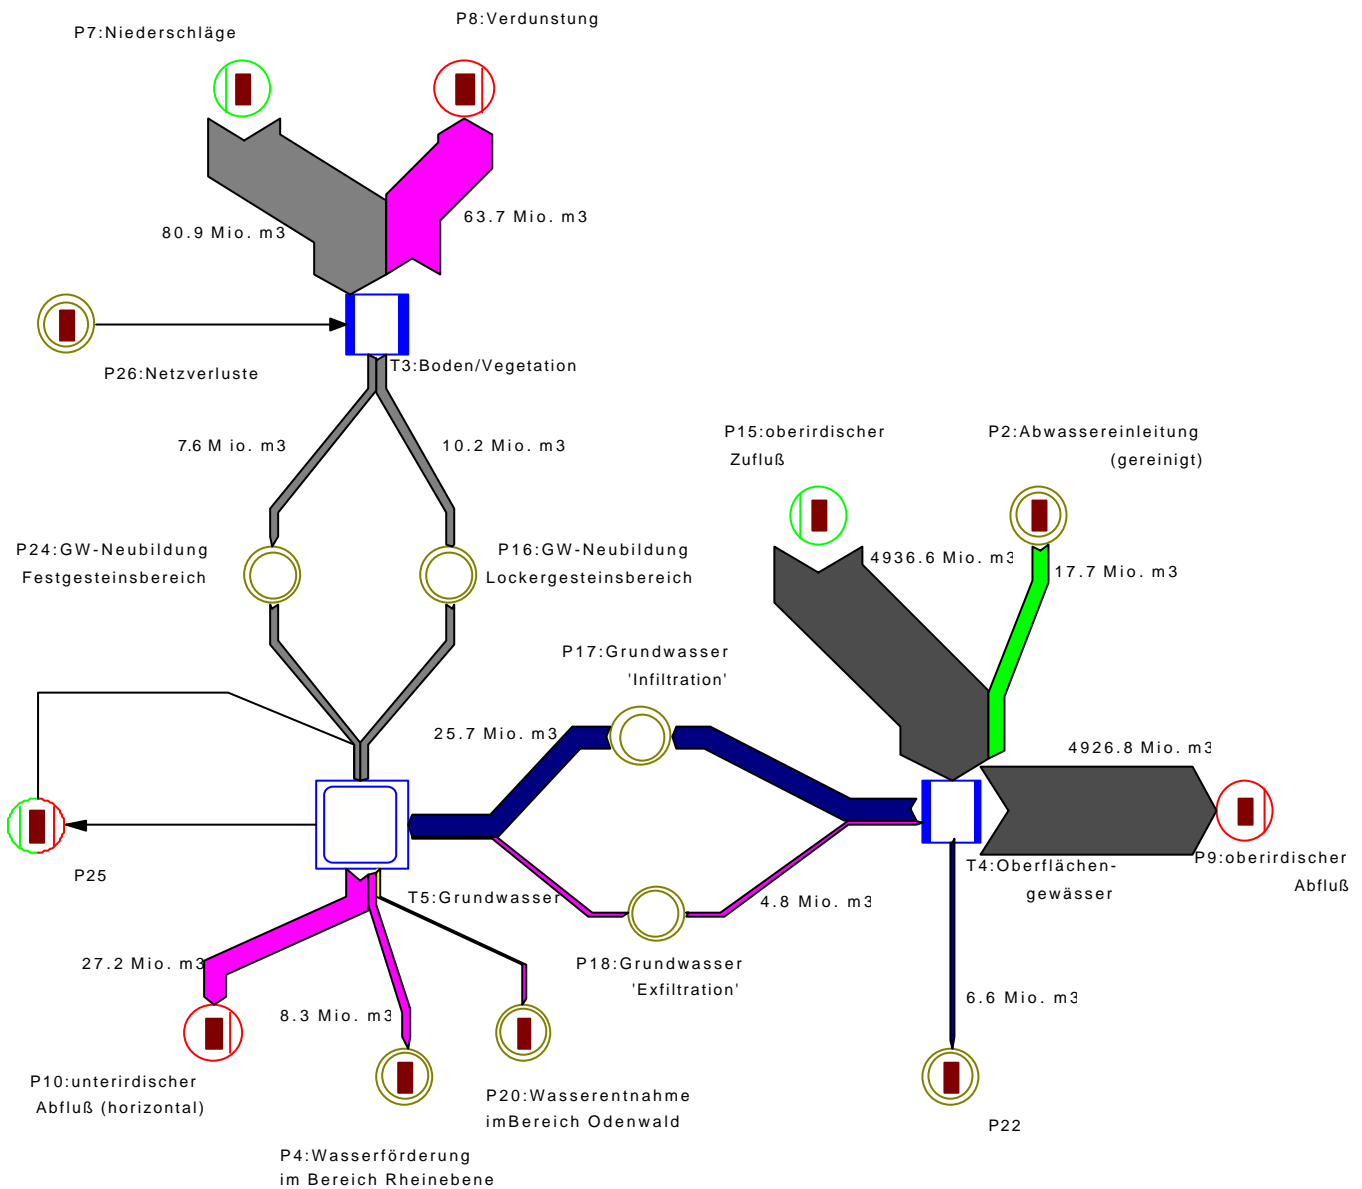 P8:Verdunstung
P7:Niederschläge
80.9 Mio. m3
63.7 Mio. m3
P26:Netzverluste
T3:Boden/Vegetation
7.6 M io. m3
10.2 Mio. m3
P15:oberirdischer
Zufluß
P2:Abwassereinleitung
(gereinigt)
P24:GW-Neubildung
Festgesteinsbereich
P16:GW-Neubildung
Lockergesteinsbereich
4936.6 Mio. m3
17.7 Mio. m3
P17:Grundwasser
'Infiltration'
25.7 Mio. m3
4926.8 Mio. m3
P25
T5:Grundwasser
4.8 Mio. m3
T4:Oberflächen-
gewässer
P9:oberirdischer
Abfluß
27.2 Mio. m3
8.3 Mio. m3
P18:Grundwasser
'Exfiltration'
6.6 Mio. m3
P10:unterirdischer
Abfluß (horizontal)
P20:Wasserentnahme
imBereich Odenwald
P22
P4:Wasserförderung
im Bereich Rheinebene